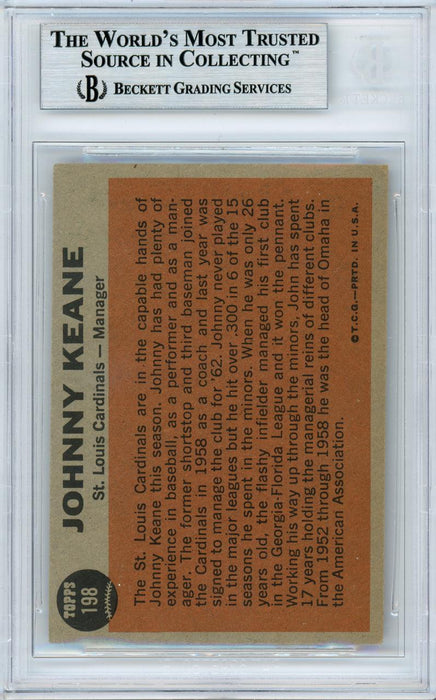 THE WORLD'S MOST TRUSTED
SOURCE IN COLLECTING™
BECKETT GRADING SERVICES
TOPPS
198
JOHNNY KEANE
St. Louis Cardinals — Manager
The St. Louis Cardinals are in the capable hands of
Johnny Keane this season. Johnny has had plenty of
experience in baseball, as a performer and as a man-
ager. The former shortstop and third baseman joined
the Cardinals in 1958 as a coach and last year was
signed to manage the club for '62. Johnny never played
in the major leagues but he hit over .300 in 6 of the 15
seasons he spent in the minors. When he was only 26
years old, the flashy infielder managed his first club
in the Georgia-Florida League and it won the pennant.
Working his way up through the minors, John has spent
17 years holding the managerial reins of different clubs.
From 1952 through 1958 he was the head of Omaha in
the American Association.
© T.C.G.—PRTD. IN U.S.A.